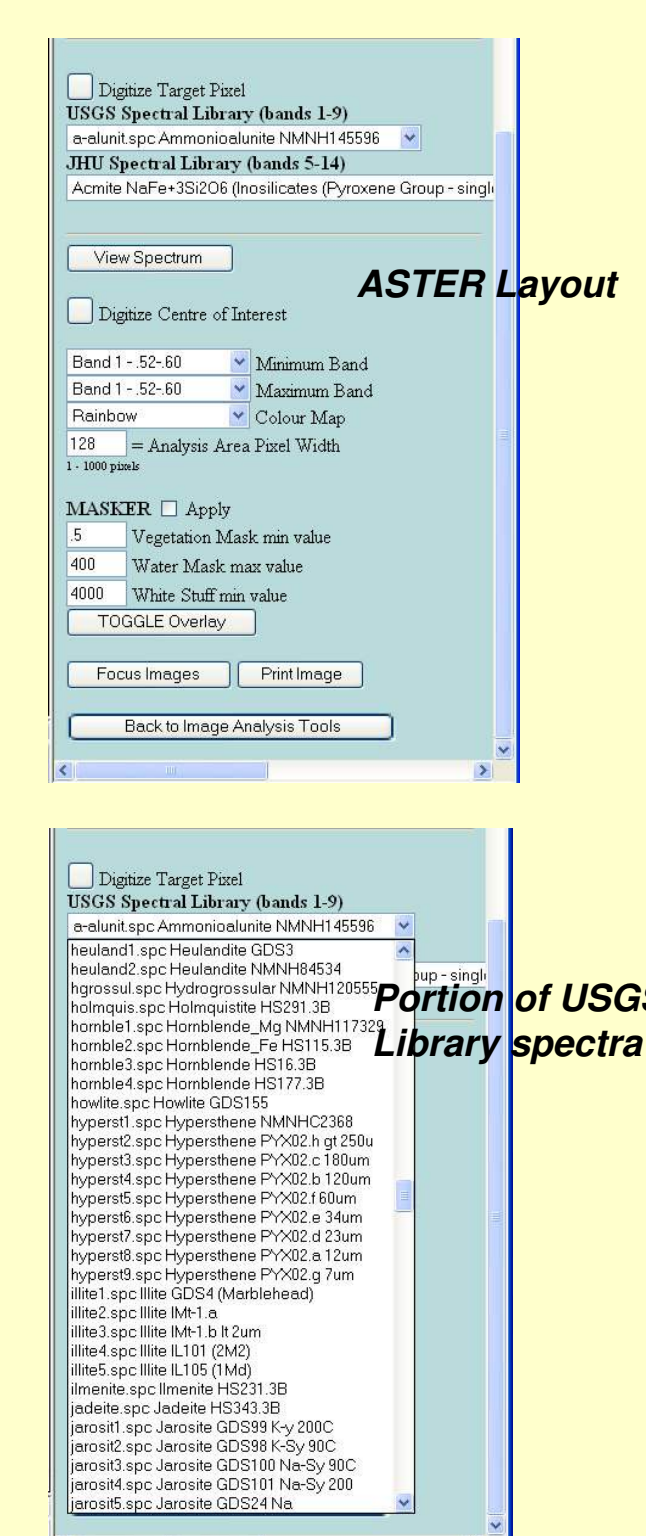 Digitize Target Pixel
USGS Spectral Library (bands 1-9)
a-alunit.spc Ammonioalunite NMNH145596
JHU Spectral Library (bands 5-14)
Acmite NaFe+3Si2O6 (Inosilicates (Pyroxene Group - singl
View Spectrum
ASTER Layout
Digitize Centre of Interest
Band 1 - .52-.60 Minimum Band
Band 1 - .52-.60 Maximum Band
Rainbow Colour Map
128 = Analysis Area Pixel Width
1 - 1000 pixels
MASKER Apply
.5 Vegetation Mask min value
400 Water Mask max value
4000 White Stuff min value
TOGGLE Overlay
Focus Images Print Image
Back to Image Analysis Tools
Digitize Target Pixel
USGS Spectral Library (bands 1-9)
a-alunit.spc Ammonioalunite NMNH145596
heuland1.spc Heulandite GDS3
heuland2.spc Heulandite NMNH84534
oup - singl
hgrossul.spc Hydrogrossular NMNH120555
Portion of USGS
Library spectra
holmquis.spc Holmquistite HS291.3B
hornble1.spc Hornblende_Mg NMNH117329
hornble2.spc Hornblende_Fe HS115.3B
hornble3.spc Hornblende HS16.3B
hornble4.spc Hornblende HS177.3B
howlite.spc Howlite GDS155
hyperst1.spc Hypersthene NMNHC2368
hyperst2.spc Hypersthene PYX02.h gt 250u
hyperst3.spc Hypersthene PYX02.c 180um
hyperst4.spc Hypersthene PYX02.b 120um
hyperst5.spc Hypersthene PYX02.f 60um
hyperst6.spc Hypersthene PYX02.e 34um
hyperst7.spc Hypersthene PYX02.d 23um
hyperst8.spc Hypersthene PYX02.a 12um
hyperst9.spc Hypersthene PYX02.g 7um
illite1.spc Illite GDS4 (Marblehead)
illite2.spc Illite IMt-1.a
illite3.spc Illite IMt-1.b lt 2um
illite4.spc Illite IL101 (2M2)
illite5.spc Illite IL105 (1Md)
ilmenite.spc Ilmenite HS231.3B
jadeite.spc Jadeite HS343.3B
jarosit1.spc Jarosite GDS99 K-y 200C
jarosit2.spc Jarosite GDS98 K-Sy 90C
jarosit3.spc Jarosite GDS100 Na-Sy 90C
jarosit4.spc Jarosite GDS101 Na-Sy 200
jarosit5.spc Jarosite GDS24 Na